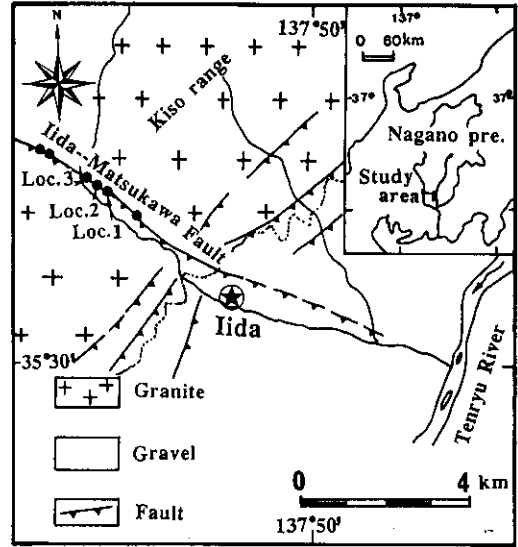 N
137°50'
137°
0 60km
37°
37°
Nagano pre.
Study
area
Kiso range
Iida--Matsukawa Fault
Loc.3
Loc.2
Loc.1
Iida
35°30'
Tenryu River
Granite
Gravel
Fault
0 4 km
137°50'